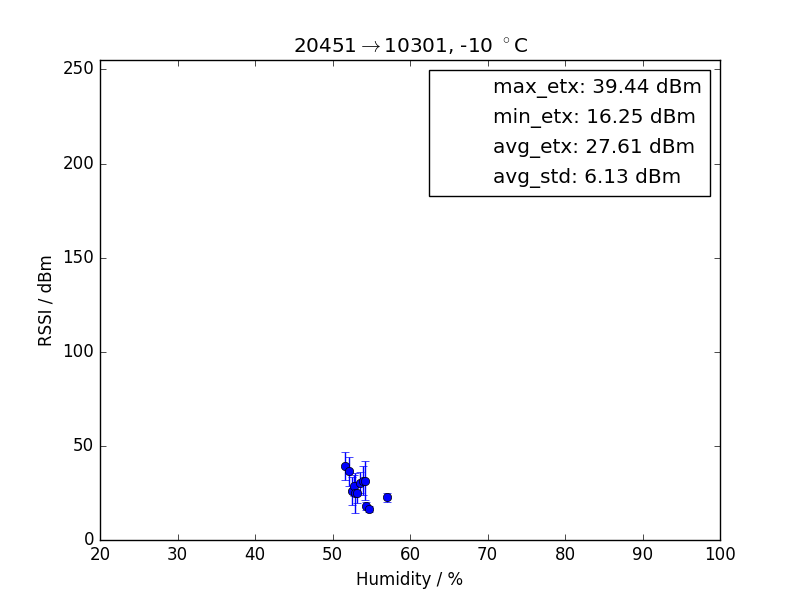 20451→10301, -10 °C
max_etx: 39.44 dBm
min_etx: 16.25 dBm
avg_etx: 27.61 dBm
avg_std: 6.13 dBm
RSSI / dBm
250
200
150
100
50
0
20 30 40 50 60 70 80 90 100
Humidity / %